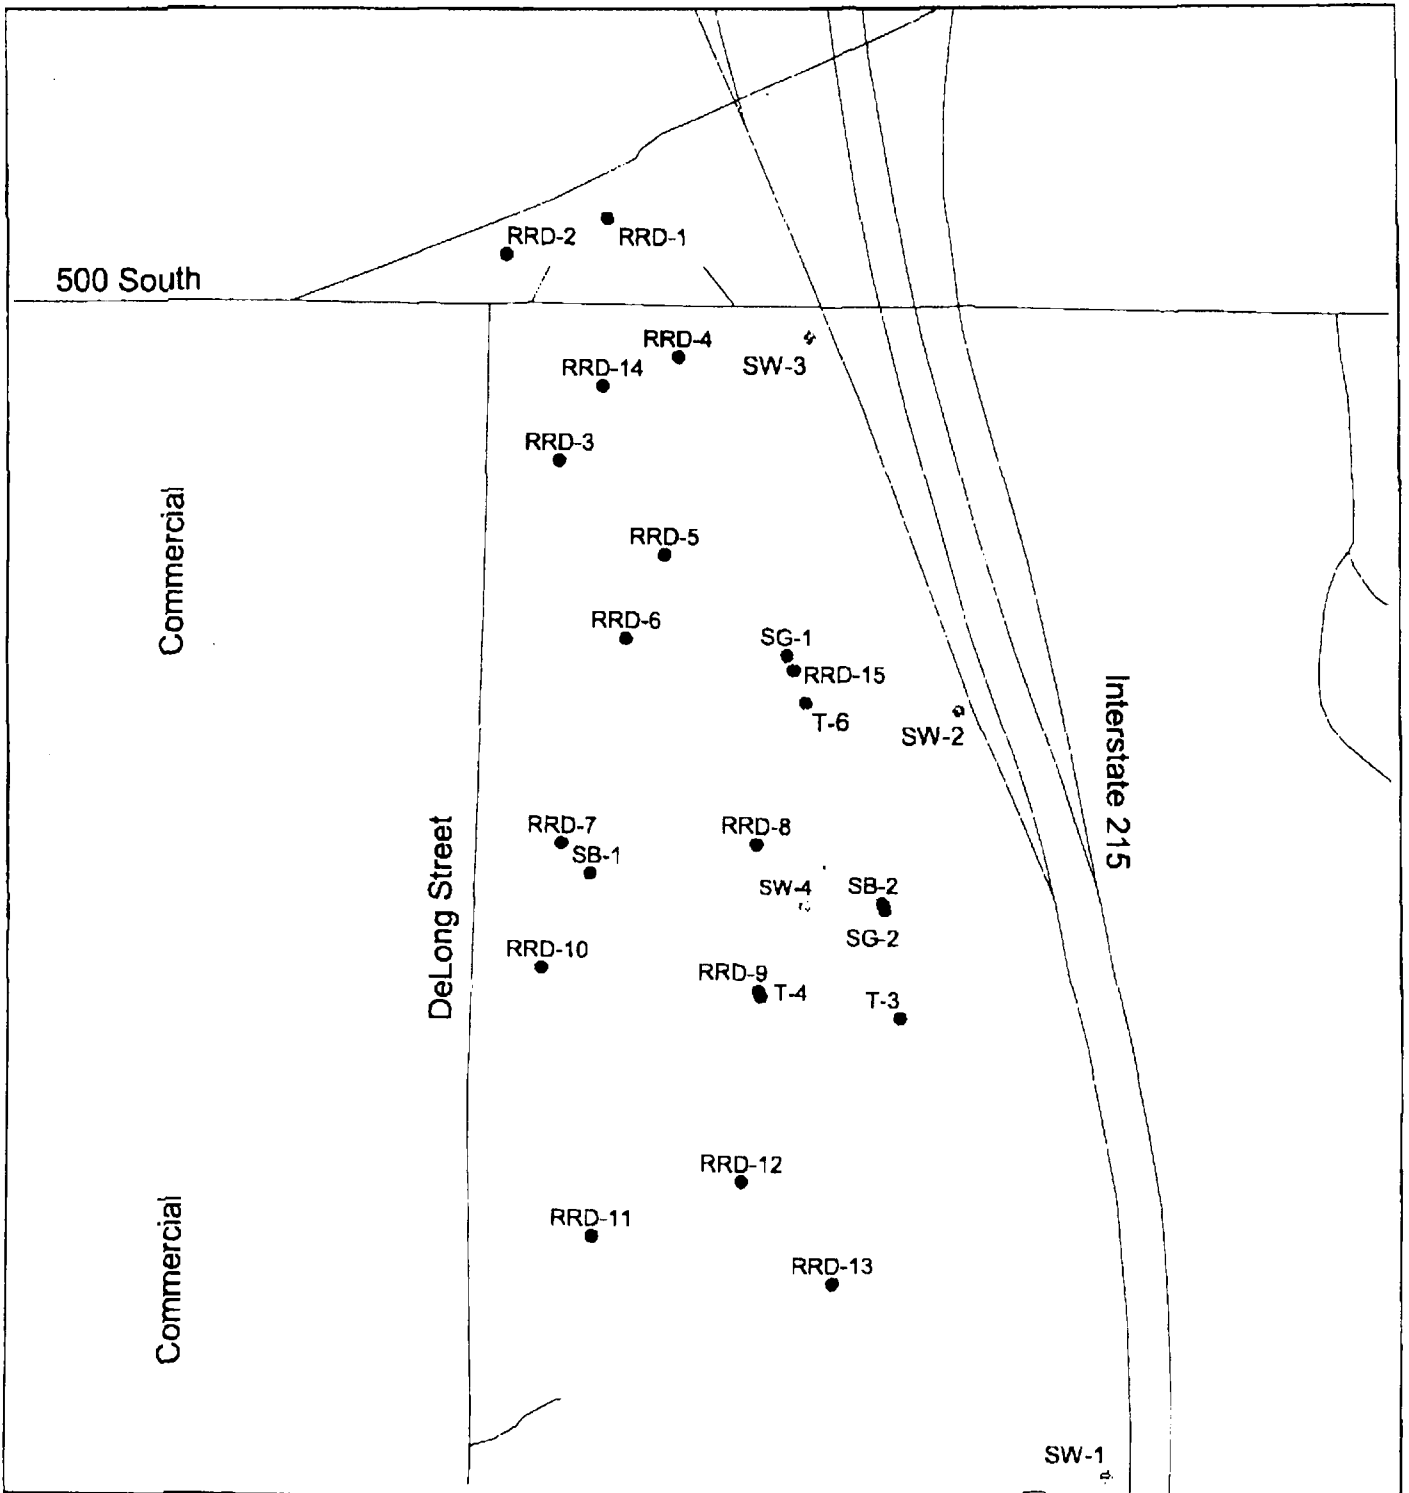 RRD-2
RRD-1
500 South
RRD-4
SW-3
RRD-14
RRD-3
Commercial
RRD-5
RRD-6
SG-1
RRD-15
T-6
SW-2
Interstate 215
DeLong Street
RRD-7
RRD-8
SB-1
SW-4
SB-2
SG-2
RRD-10
RRD-9
T-4
T-3
RRD-12
RRD-11
Commercial
RRD-13
SW-1